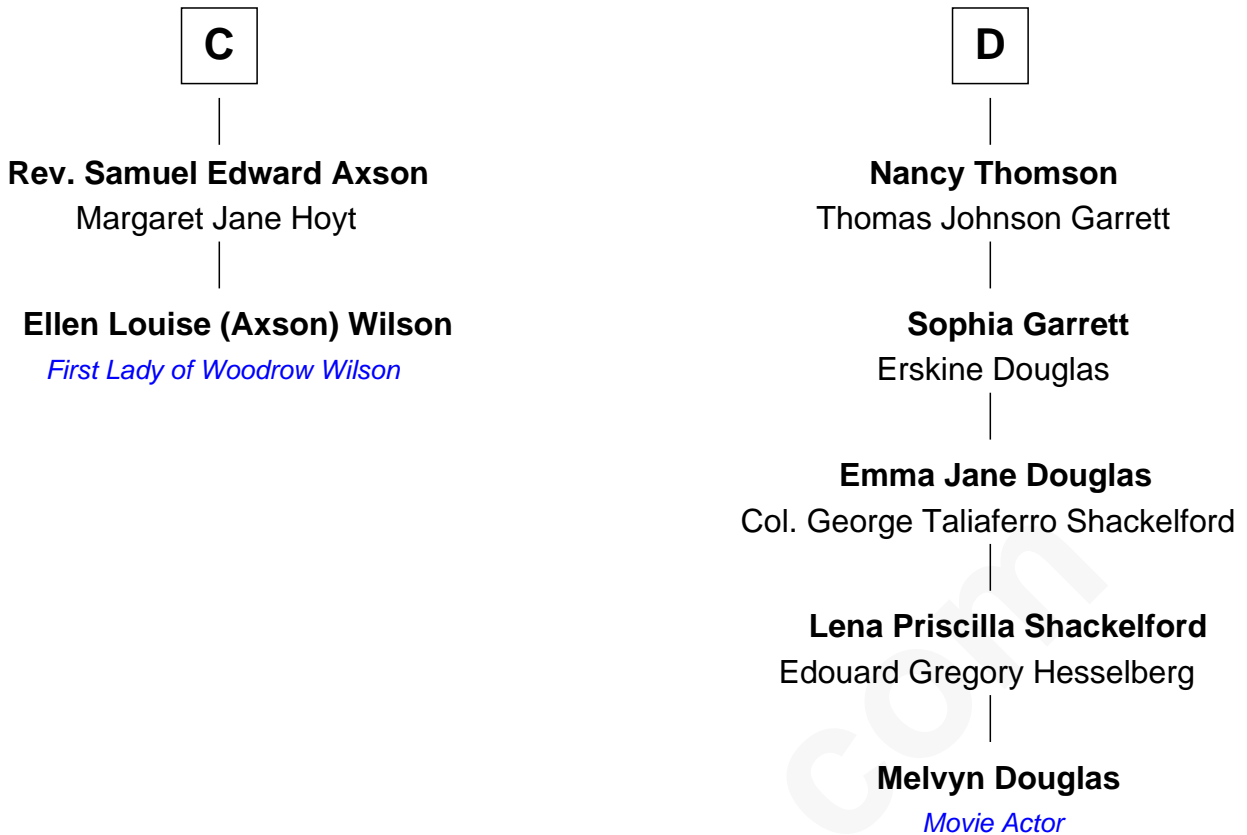 C
Rev. Samuel Edward Axson
Margaret Jane Hoyt
Ellen Louise (Axson) Wilson
First Lady of Woodrow Wilson
D
Nancy Thomson
Thomas Johnson Garrett
Sophia Garrett
Erskine Douglas
Emma Jane Douglas
Col. George Taliaferro Shackelford
Lena Priscilla Shackelford
Edouard Gregory Hesselberg
Melvyn Douglas
Movie Actor
com